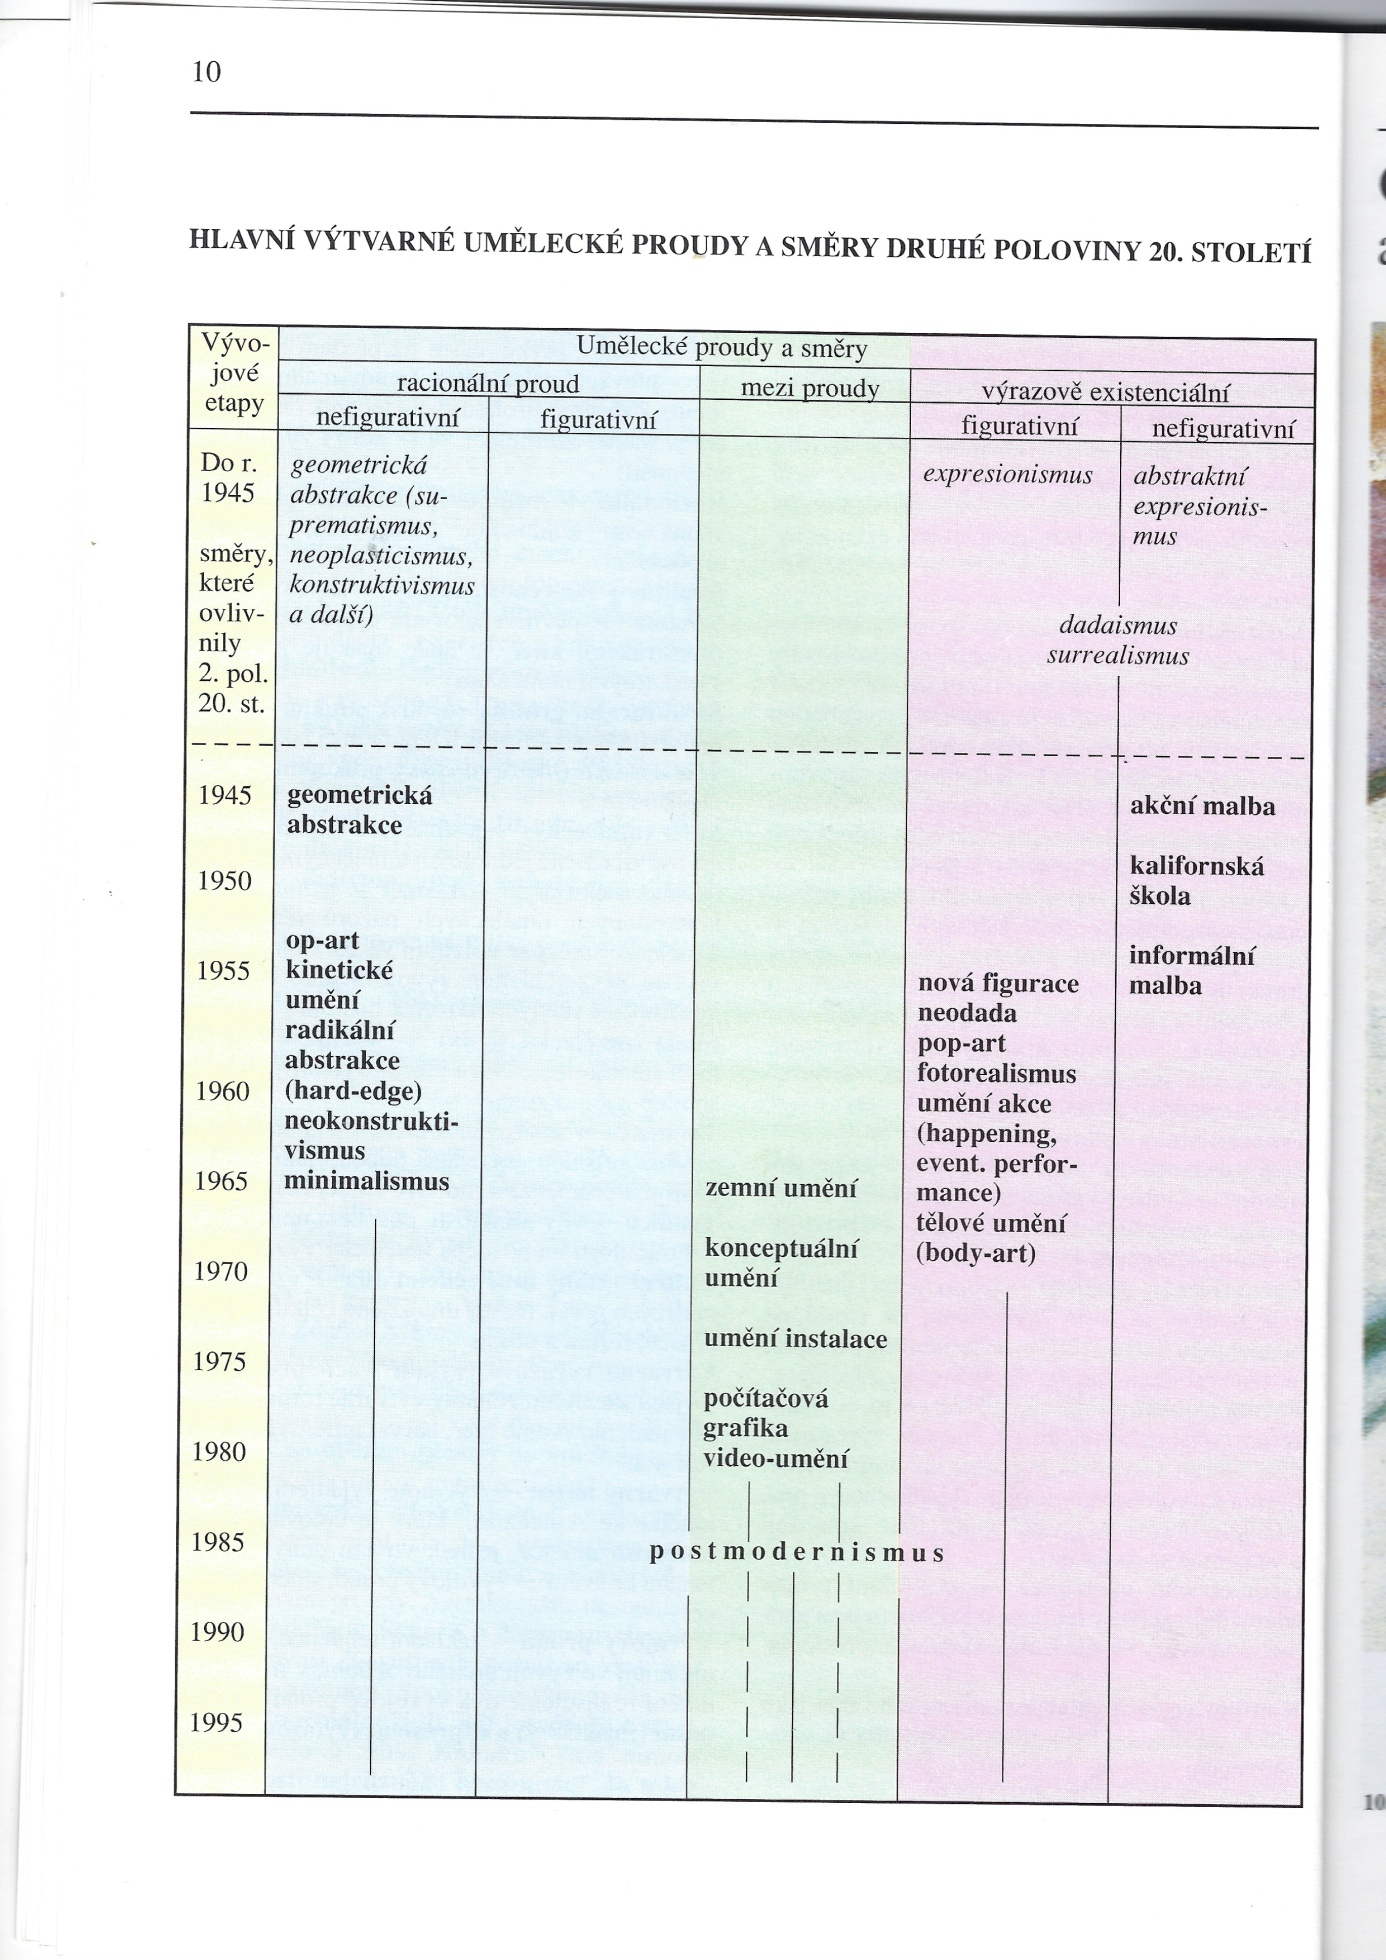 10
HLAVNÍ VÝTVARNÉ UMĚLECKÉ PROUDY A SMĚRY DRUHÉ POLOVINY 20. STOLETÍ
Vývo-
jové
etapy
Umělecké proudy a směry
racionální proud
mezi proudy
výrazově existenciální
nefigurativní
figurativní
figurativní
nefigurativní
Do r.
1945
směry,
které
ovliv-
nily
2. pol.
20. st.
geometrická
abstrakce (su-
prematismus,
neoplasticismus,
konstruktivismus
a další)
expresionismus
abstraktní
expresionis-
mus
dadaismus
surrealismus
1945
1950
1955
1960
1965
1970
1975
1980
1985
1990
1995
geometrická
abstrakce
op-art
kinetické
umění
radikální
abstrakce
(hard-edge)
neokonstrukti-
vismus
minimalismus
zemní umění
konceptuální
umění
umění instalace
počítačová
grafika
video-umění
postmodernismus
nová figurace
neodada
pop-art
fotorealismus
umění akce
(happening,
event. perfor-
mance)
tělové umění
(body-art)
akční malba
kalifornská
škola
informální
malba
10